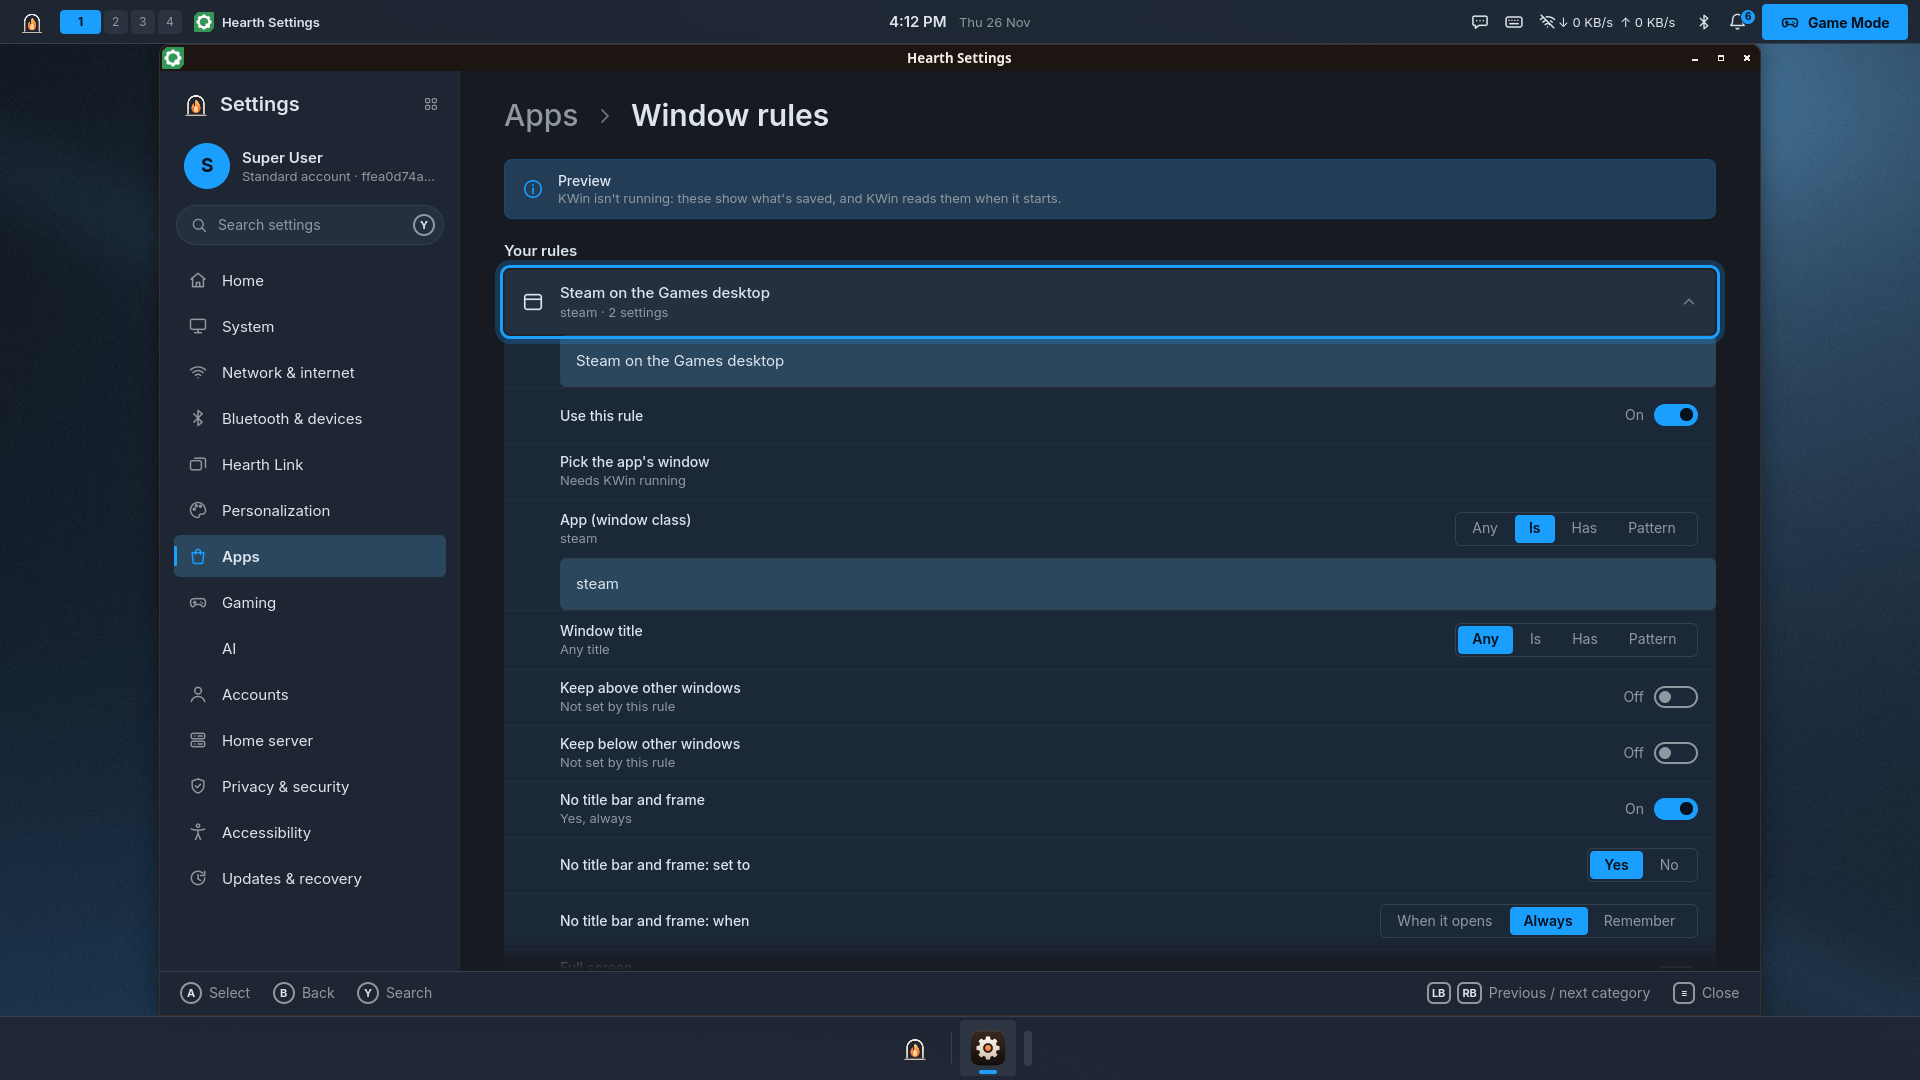 1 2 3 4 Hearth Settings
4:12 PM Thu 26 Nov
0 KB/s 0 KB/s 6 Game Mode
Hearth Settings
Settings
S
Super User
Standard account · ffea0d74a...
Search settings Y
Home
System
Network & internet
Bluetooth & devices
Hearth Link
Personalization
Apps
Gaming
AI
Accounts
Home server
Privacy & security
Accessibility
Updates & recovery
Apps > Window rules
Preview
KWin isn't running: these show what's saved, and KWin reads them when it starts.
Your rules
Steam on the Games desktop
steam · 2 settings
Steam on the Games desktop
Use this rule On
Pick the app's window
Needs KWin running
App (window class)
steam
Any Is Has Pattern
steam
Window title
Any title
Any Is Has Pattern
Keep above other windows
Not set by this rule
Off
Keep below other windows
Not set by this rule
Off
No title bar and frame
Yes, always
On
No title bar and frame: set to Yes No
No title bar and frame: when When it opens Always Remember
Full screen
A Select B Back Y Search
LB RB Previous / next category Close